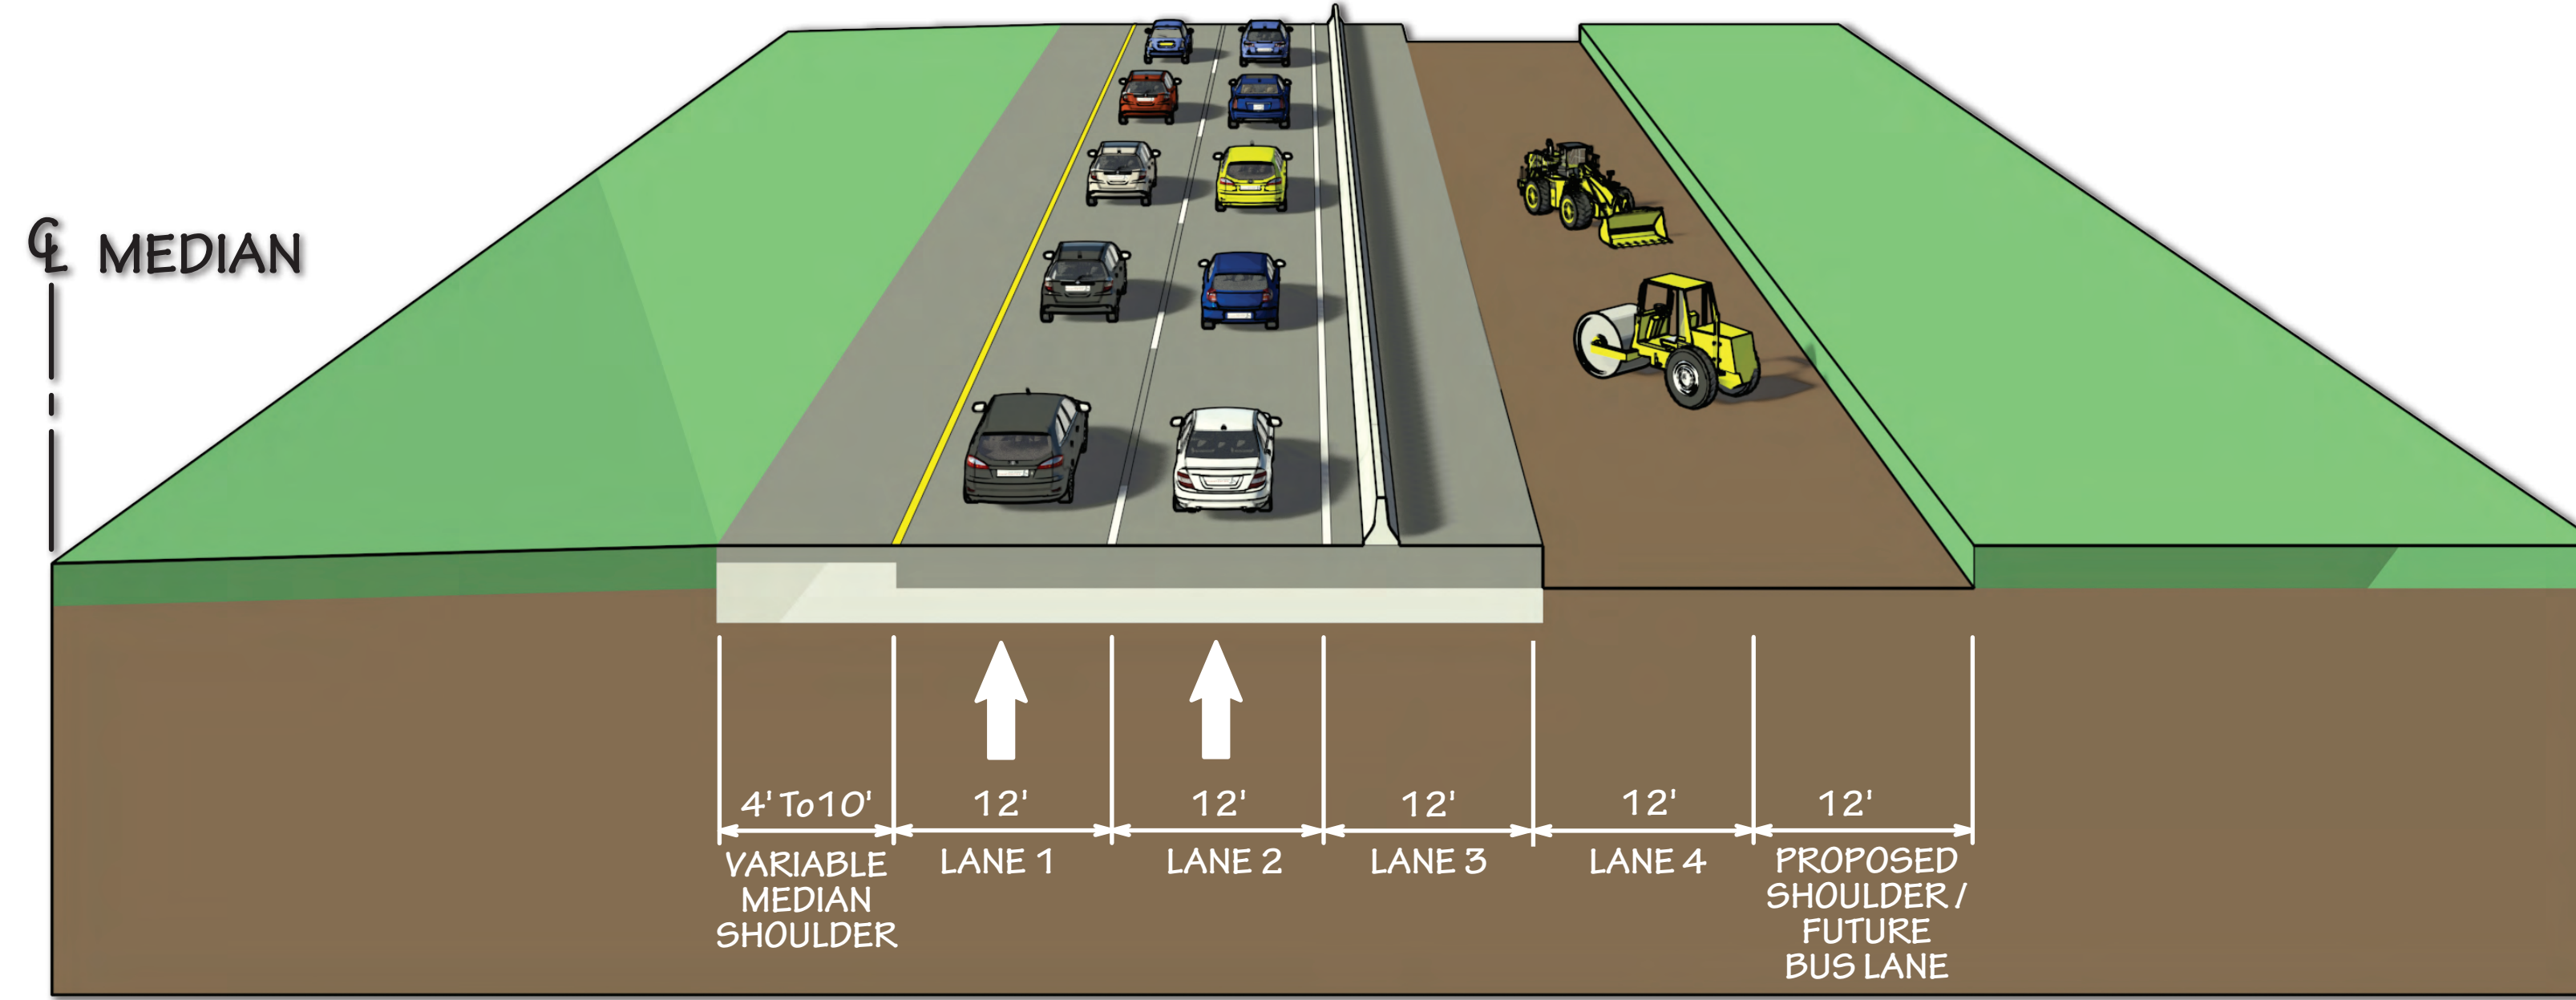 ℄ MEDIAN
4' To 10'
12'
12'
12'
12'
12'
VARIABLE
MEDIAN
SHOULDER
LANE 1
LANE 2
LANE 3
LANE 4
PROPOSED
SHOULDER /
FUTURE
BUS LANE